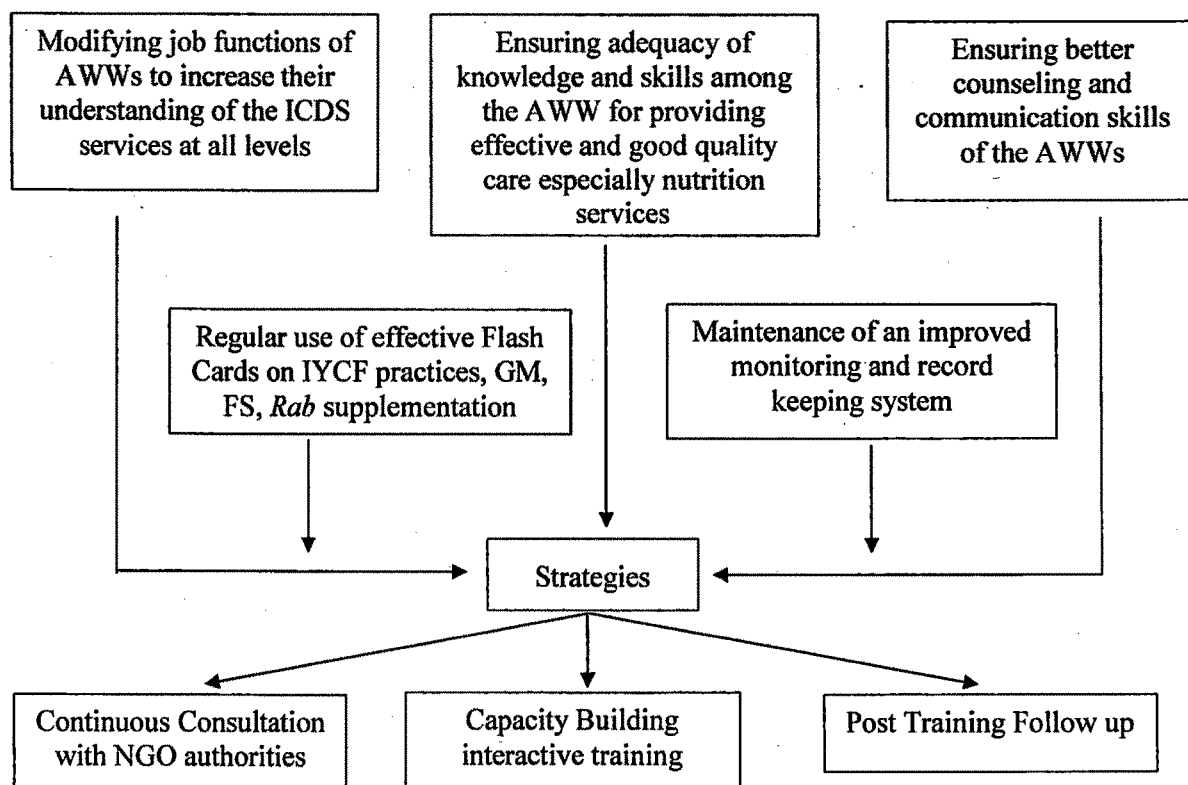 Modifying job functions of
AWWs to increase their
understanding of the ICDS
services at all levels
Ensuring adequacy of
knowledge and skills among
the AWW for providing
effective and good quality
care especially nutrition
services
Ensuring better
counseling and
communication skills
of the AWWs
Regular use of effective Flash
Cards on IYCF practices, GM,
FS, Rab supplementation
Maintenance of an improved
monitoring and record
keeping system
Strategies
Continuous Consultation
with NGO authorities
Capacity Building
interactive training
Post Training Follow up